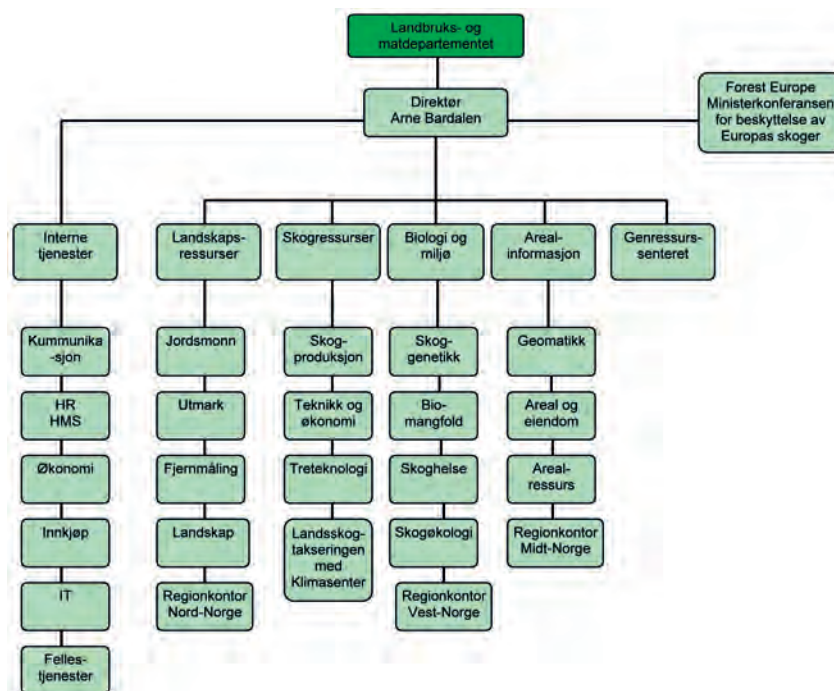 Landbruks- og
matdepartementet
Direktør
Arne Bardalen
Forest Europe
Ministerkonferansen
for beskyttelse av
Europas skoger
Interne
tjenester
Landskaps-
ressurser
Skogressurser
Biologi og
miljø
Areal-
informasjon
Genressurs-
senteret
Kummunika
-sjon
HR
HMS
Økonomi
Innkjøp
IT
Felles-
tjenester
Jordsmonn
Utmark
Fjernmåling
Landskap
Regionkontor
Nord-Norge
Skog-
produksjon
Teknikk og
økonomi
Treteknologi
Landsskog-
takseringen
med
Klimasenter
Skog-
genetikk
Bio-
mangfold
Skoghelse
Skogøkologi
Regionkontor
Vest-Norge
Geomatikk
Areal og
eiendom
Areal-
ressurs
Regionkontor
Midt-Norge